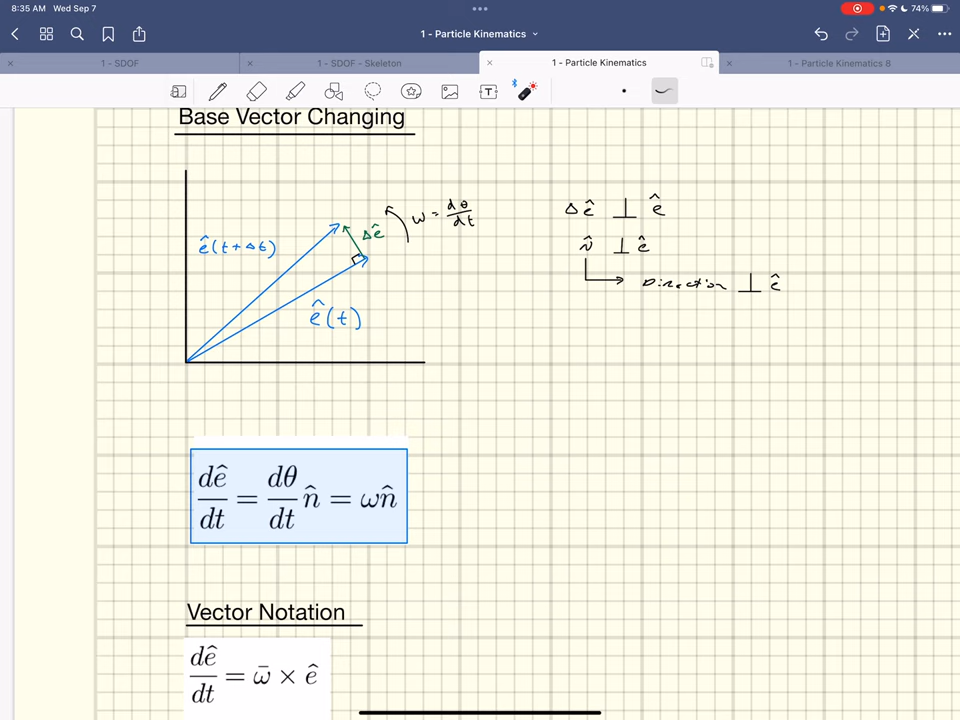 8:35 AM Wed Sep 7
74%
1 - Particle Kinematics
1 - SDOF
1 - SDOF - Skeleton
1 - Particle Kinematics
1 - Particle Kinematics 8
T
Base Vector Changing
ê(t + Δt)
Δê
ω = dθ/dt
ê(t)
Δê ⊥ ê
n̂ ⊥ ê
Direction ⊥ ê
dê/dt = dθ/dt n̂ = ωn̂
Vector Notation
dê/dt = ω̄ × ê